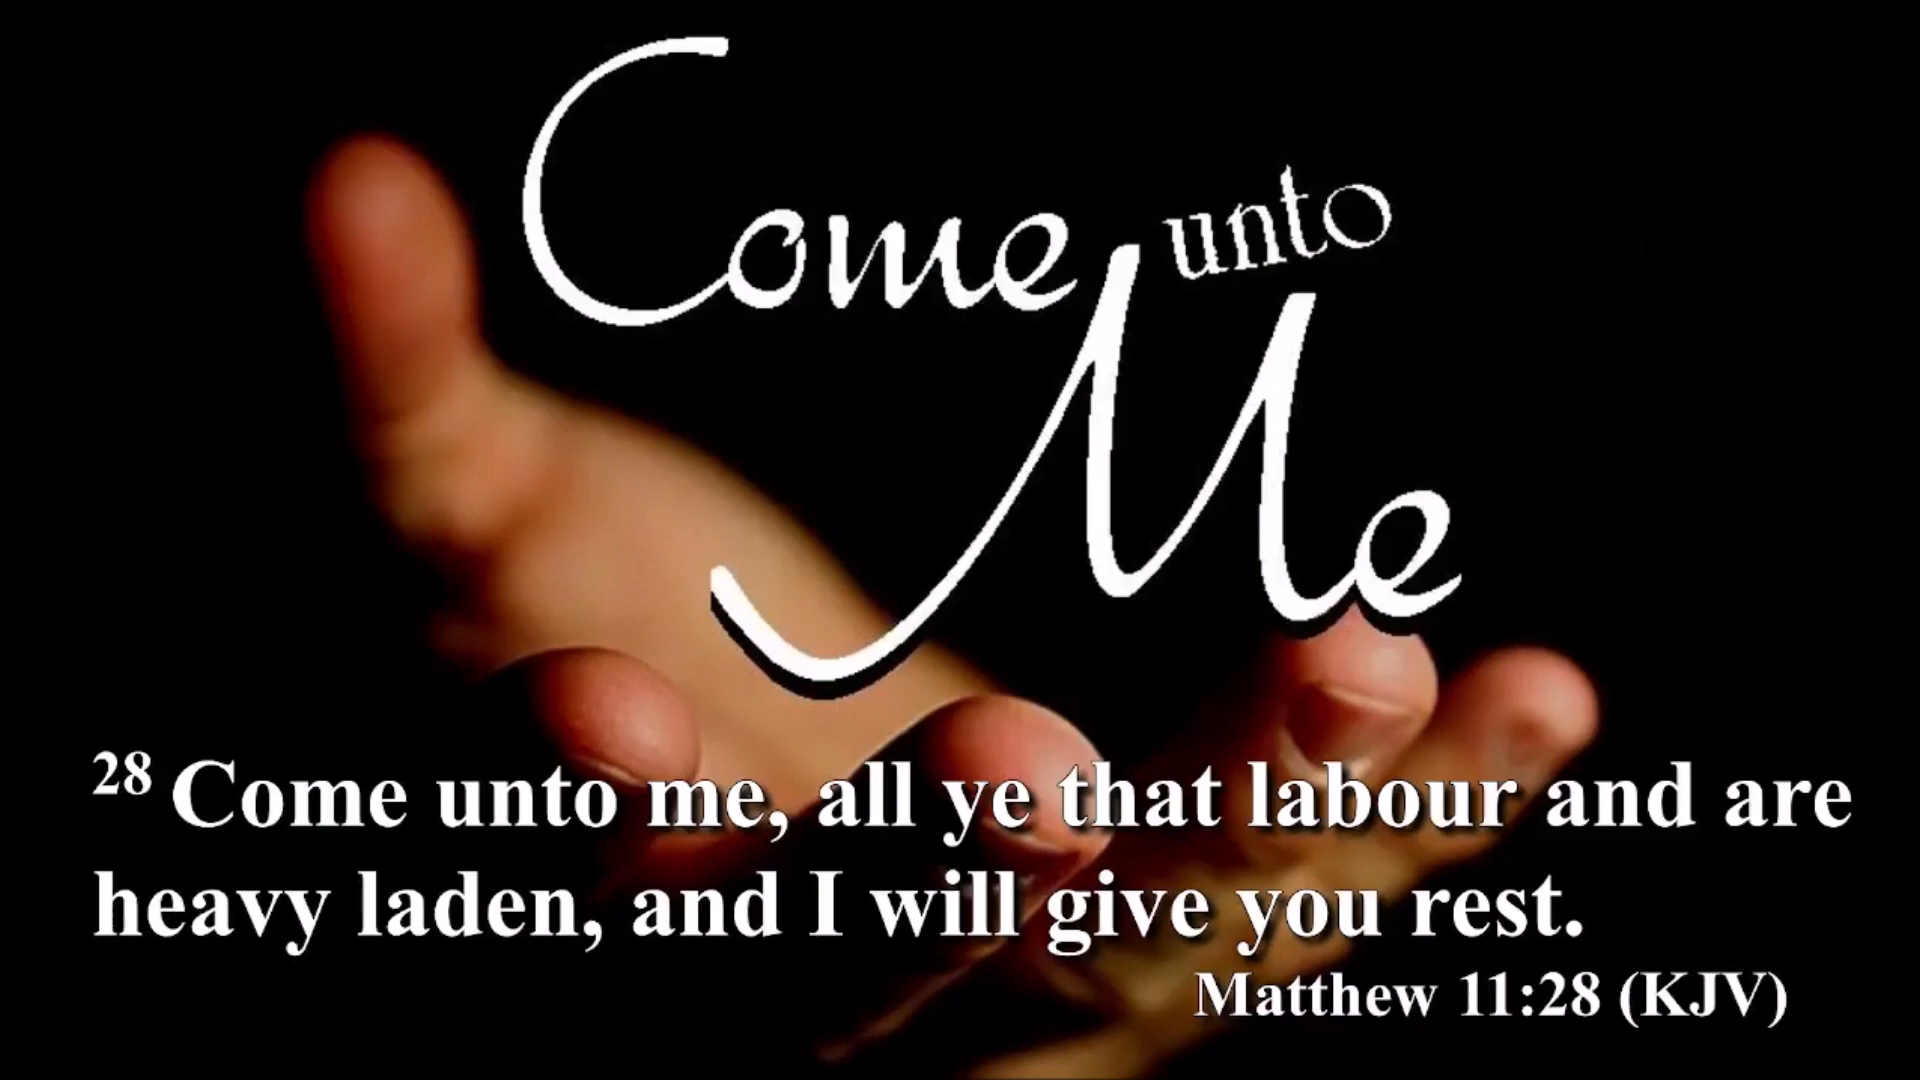 Come unto
Me
28 Come unto me, all ye that labour and are
heavy laden, and I will give you rest.
Matthew 11:28 (KJV)